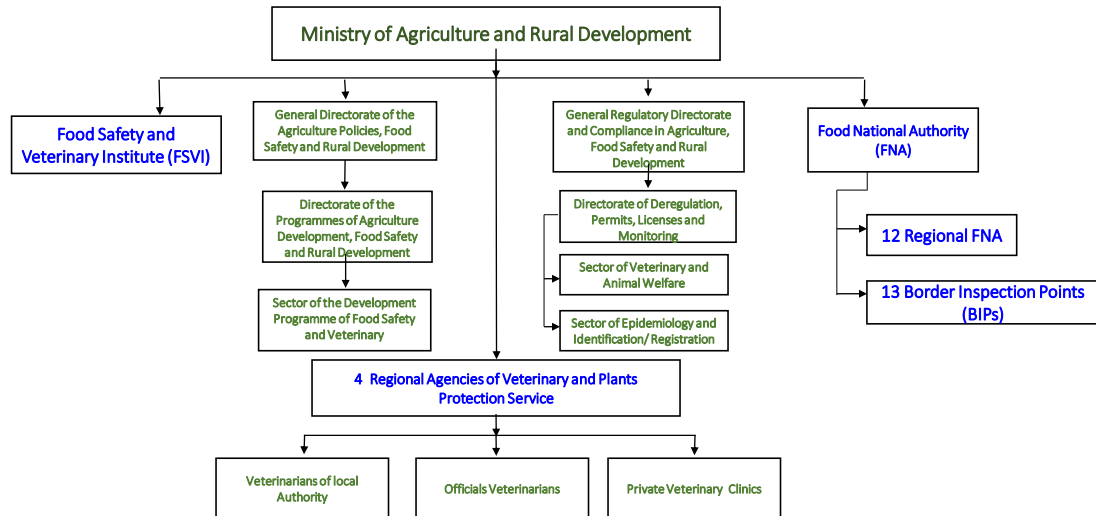 Ministry of Agriculture and Rural Development
Food Safety and
Veterinary Institute (FSVI)
General Directorate of the
Agriculture Policies, Food
Safety and Rural Development
General Regulatory Directorate
and Compliance in Agriculture,
Food Safety and Rural
Development
Food National Authority
(FNA)
Directorate of the
Programmes of Agriculture
Development, Food Safety
and Rural Development
Directorate of Deregulation,
Permits, Licenses and
Monitoring
12 Regional FNA
Sector of Veterinary and
Animal Welfare
13 Border Inspection Points
(BIPs)
Sector of the Development
Programme of Food Safety
and Veterinary
Sector of Epidemiology and
Identification/ Registration
4 Regional Agencies of Veterinary and Plants
Protection Service
Veterinarians of local
Authority
Officials Veterinarians
Private Veterinary Clinics